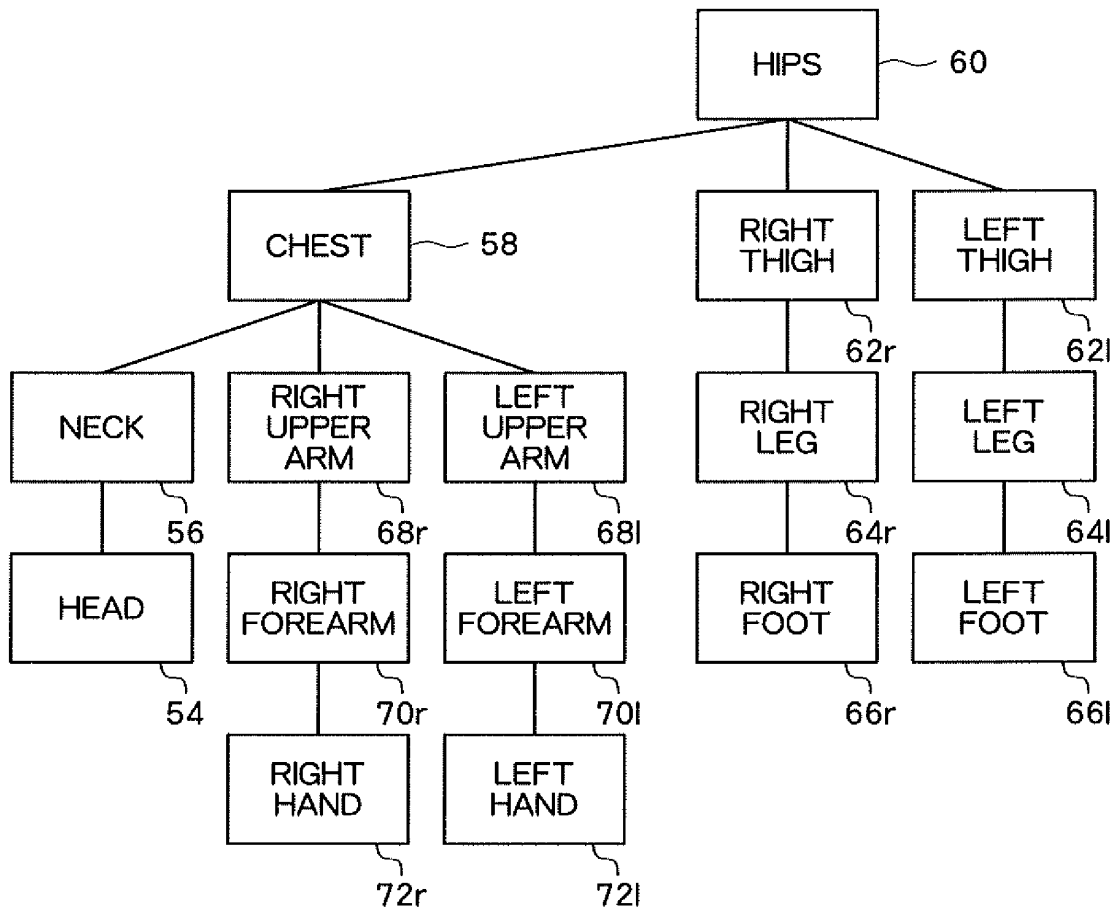 HIPS
60
CHEST
58
RIGHT
THIGH
62r
LEFT
THIGH
62l
NECK
56
RIGHT
UPPER
ARM
68r
LEFT
UPPER
ARM
68l
RIGHT
LEG
64r
LEFT
LEG
64l
HEAD
54
RIGHT
FOREARM
70r
LEFT
FOREARM
70l
RIGHT
FOOT
66r
LEFT
FOOT
66l
RIGHT
HAND
72r
LEFT
HAND
72l